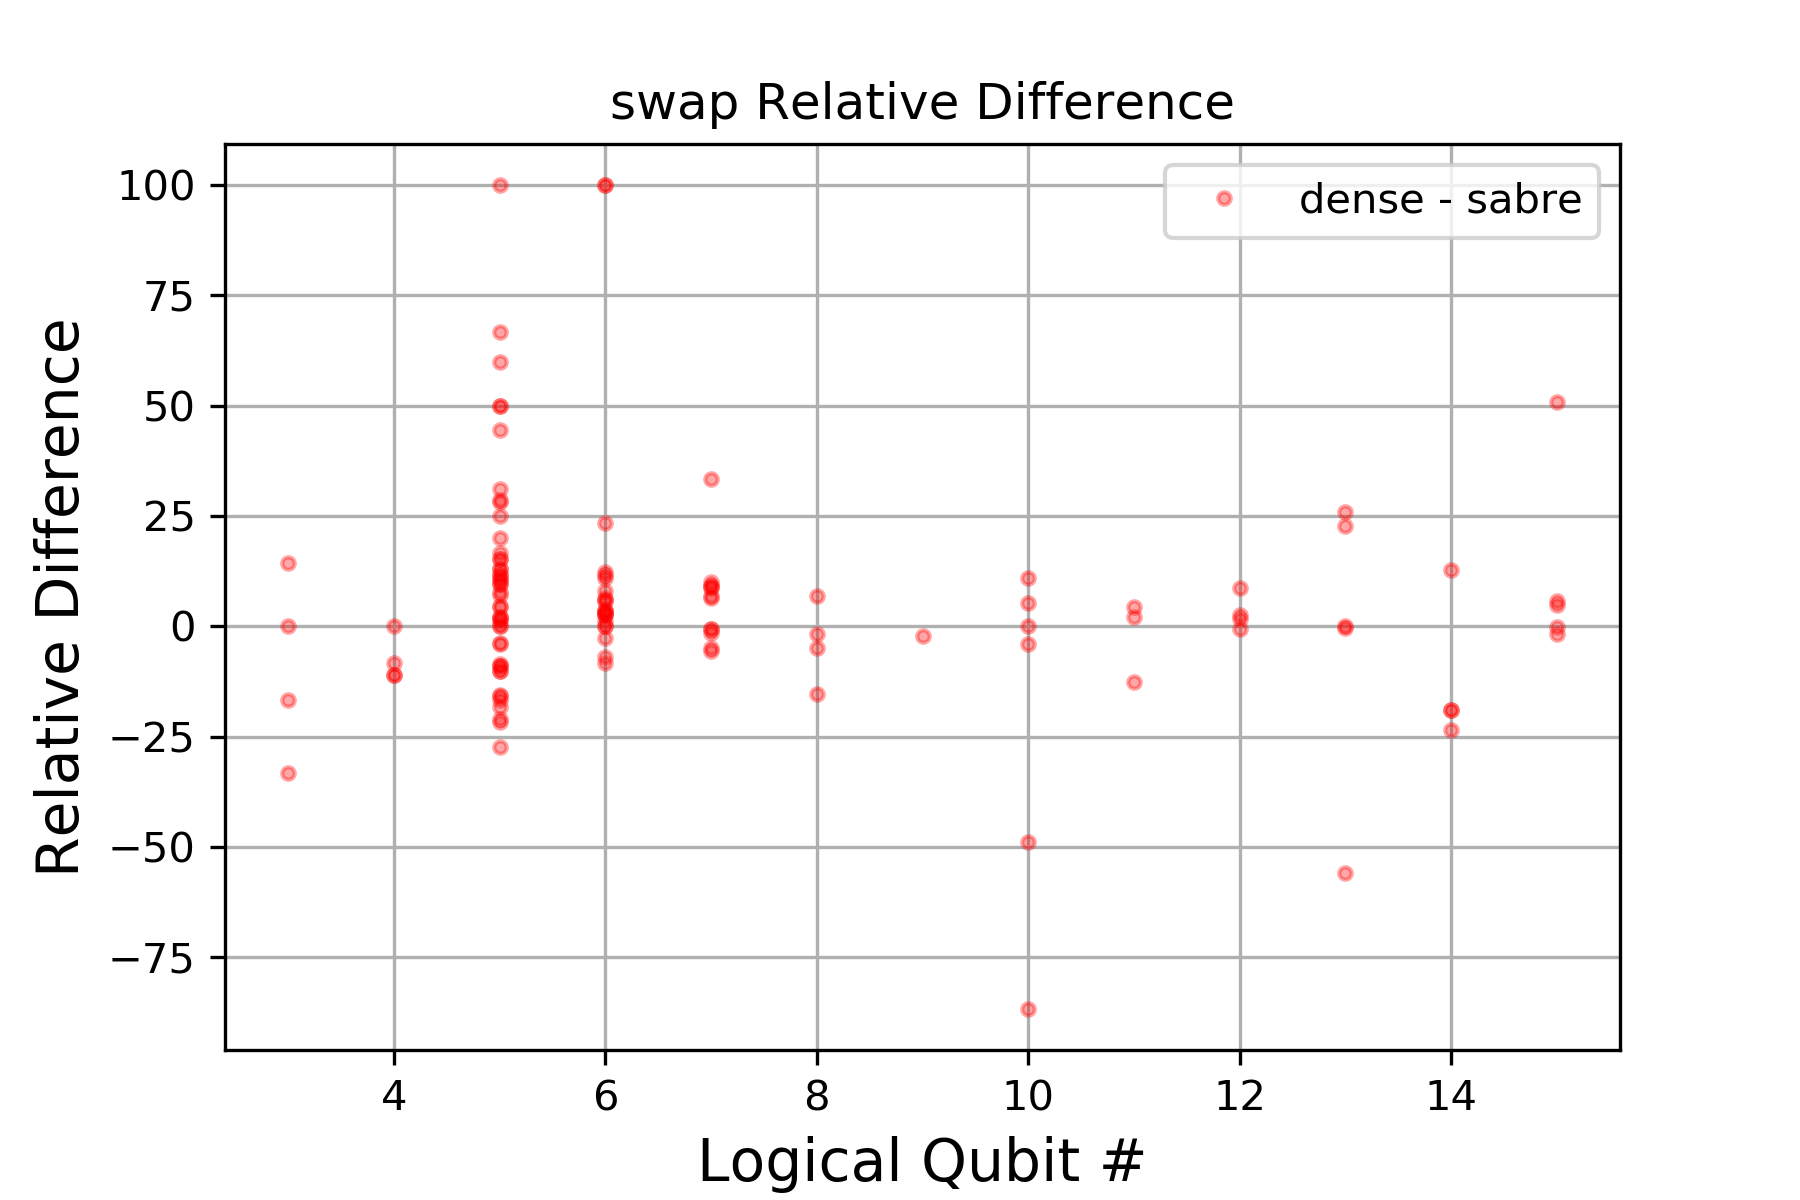 swap Relative Difference
dense - sabre
Relative Difference
100
75
50
25
0
−25
−50
−75
4 6 8 10 12 14
Logical Qubit #